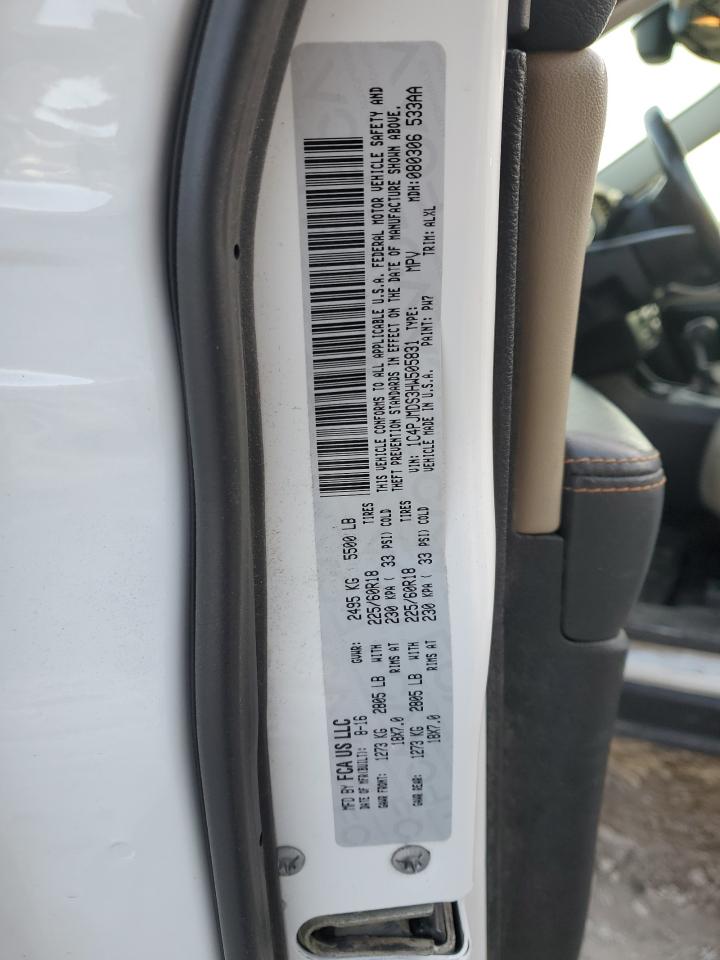 MFD BY FCA US LLC
DATE OF MFR(BUILT): 8-16 GVWR: 2495 KG ( 5500 LB
GAWR FRONT: 1273 KG 2805 LB WITH 225/60R18 TIRES
18X7.0 RIMS AT 230 KPA ( 33 PSI) COLD
GAWR REAR: 1273 KG 2805 LB WITH 225/60R18 TIRES
18X7.0 RIMS AT 230 KPA ( 33 PSI) COLD
THIS VEHICLE CONFORMS TO ALL APPLICABLE U.S.A. FEDERAL MOTOR VEHICLE SAFETY AND
THEFT PREVENTION STANDARDS IN EFFECT ON THE DATE OF MANUFACTURE SHOWN ABOVE.
VIN: 1C4PJMDS3HW505831 TYPE: MPV MDH: 080306 533AA
VEHICLE MADE IN U.S.A. PAINT: PW7 TRIM: ALXL